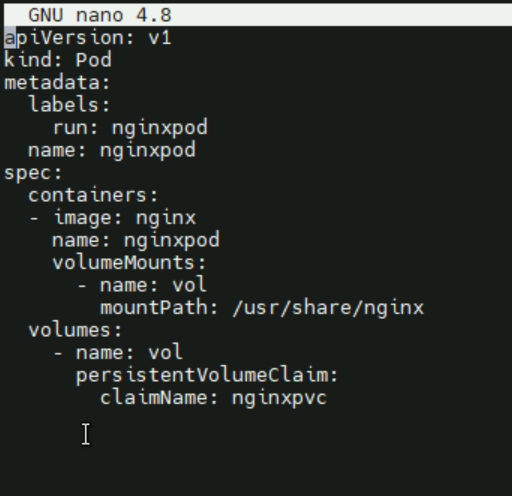 GNU nano 4.8
apiVersion: v1
kind: Pod
metadata:
  labels:
    run: nginxpod
  name: nginxpod
spec:
  containers:
  - image: nginx
    name: nginxpod
    volumeMounts:
      - name: vol
        mountPath: /usr/share/nginx
  volumes:
    - name: vol
      persistentVolumeClaim:
        claimName: nginxpvc